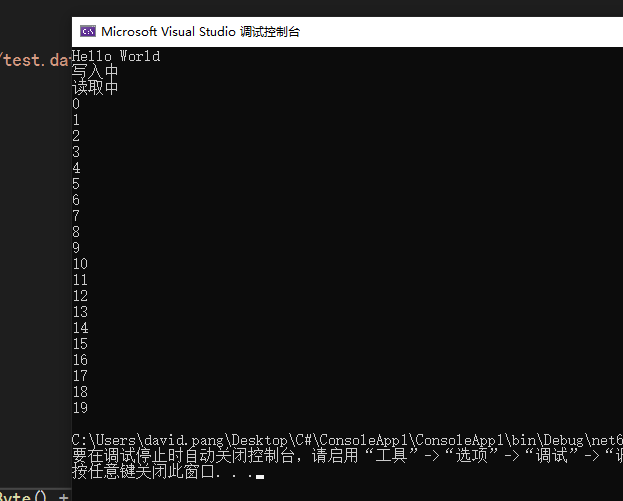 Microsoft Visual Studio 调试控制台
/test.da
Hello World
写入中
读取中
0
1
2
3
4
5
6
7
8
9
10
11
12
13
14
15
16
17
18
19
C:\Users\david.pang\Desktop\C#\ConsoleApp1\ConsoleApp1\bin\Debug\net6
要在调试停止时自动关闭控制台，请启用“工具”->“选项”->“调试”->“调
按任意键关闭此窗口. . .
Byte() +